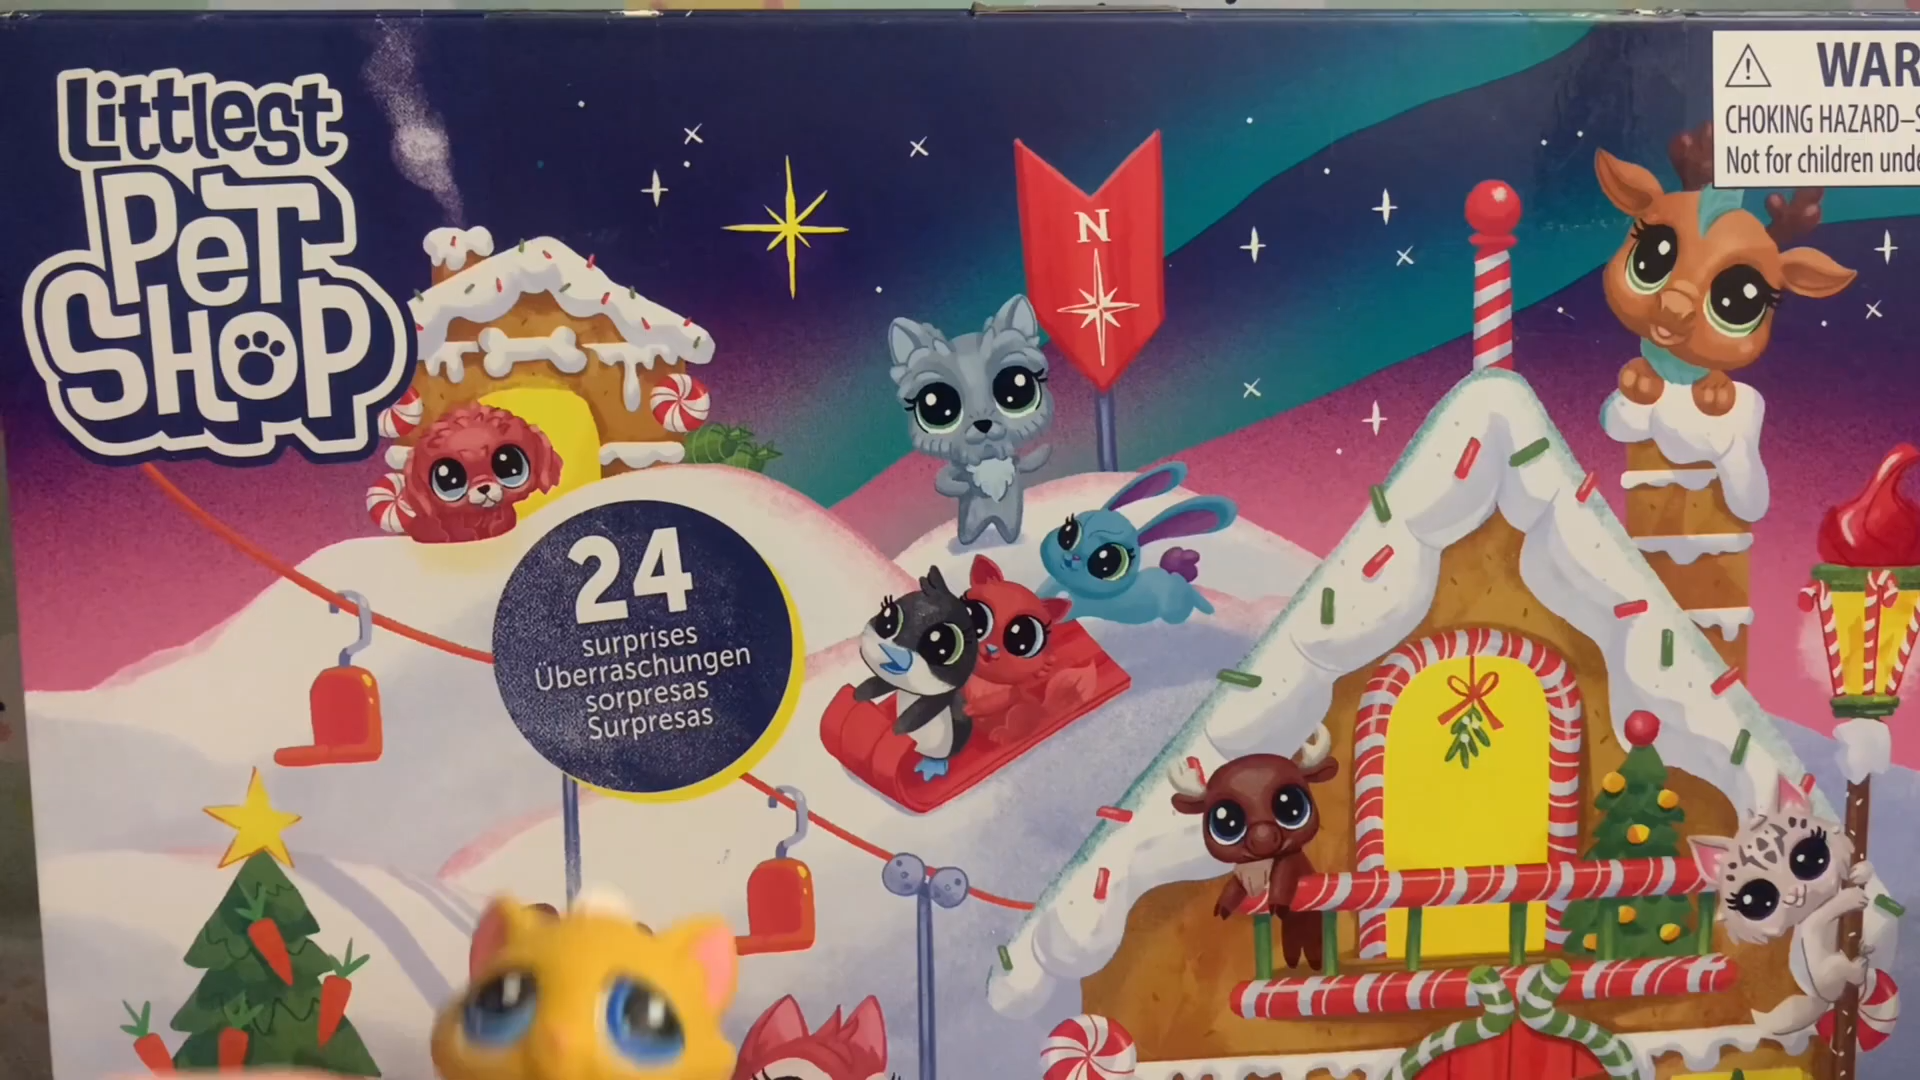 Littlest
Pet
Shop
24
surprises
Überraschungen
sorpresas
Surpresas
N
WAR
CHOKING HAZARD–S
Not for children unde